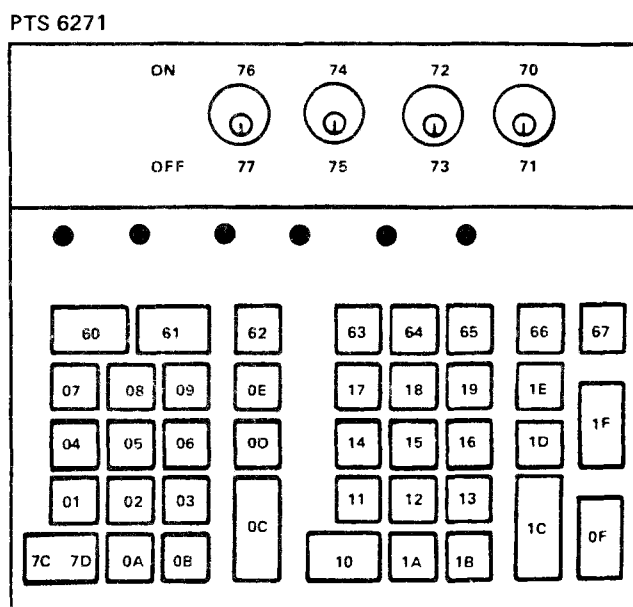 PTS 6271
ON 76 74 72 70
OFF 77 75 73 71
60 61 62 63 64 65 66 67
07 08 09 0E 17 18 19 1E
1F
04 05 06 0D 14 15 16 1D
01 02 03 11 12 13
0C 1C 0F
7C 7D 0A 0B 10 1A 1B